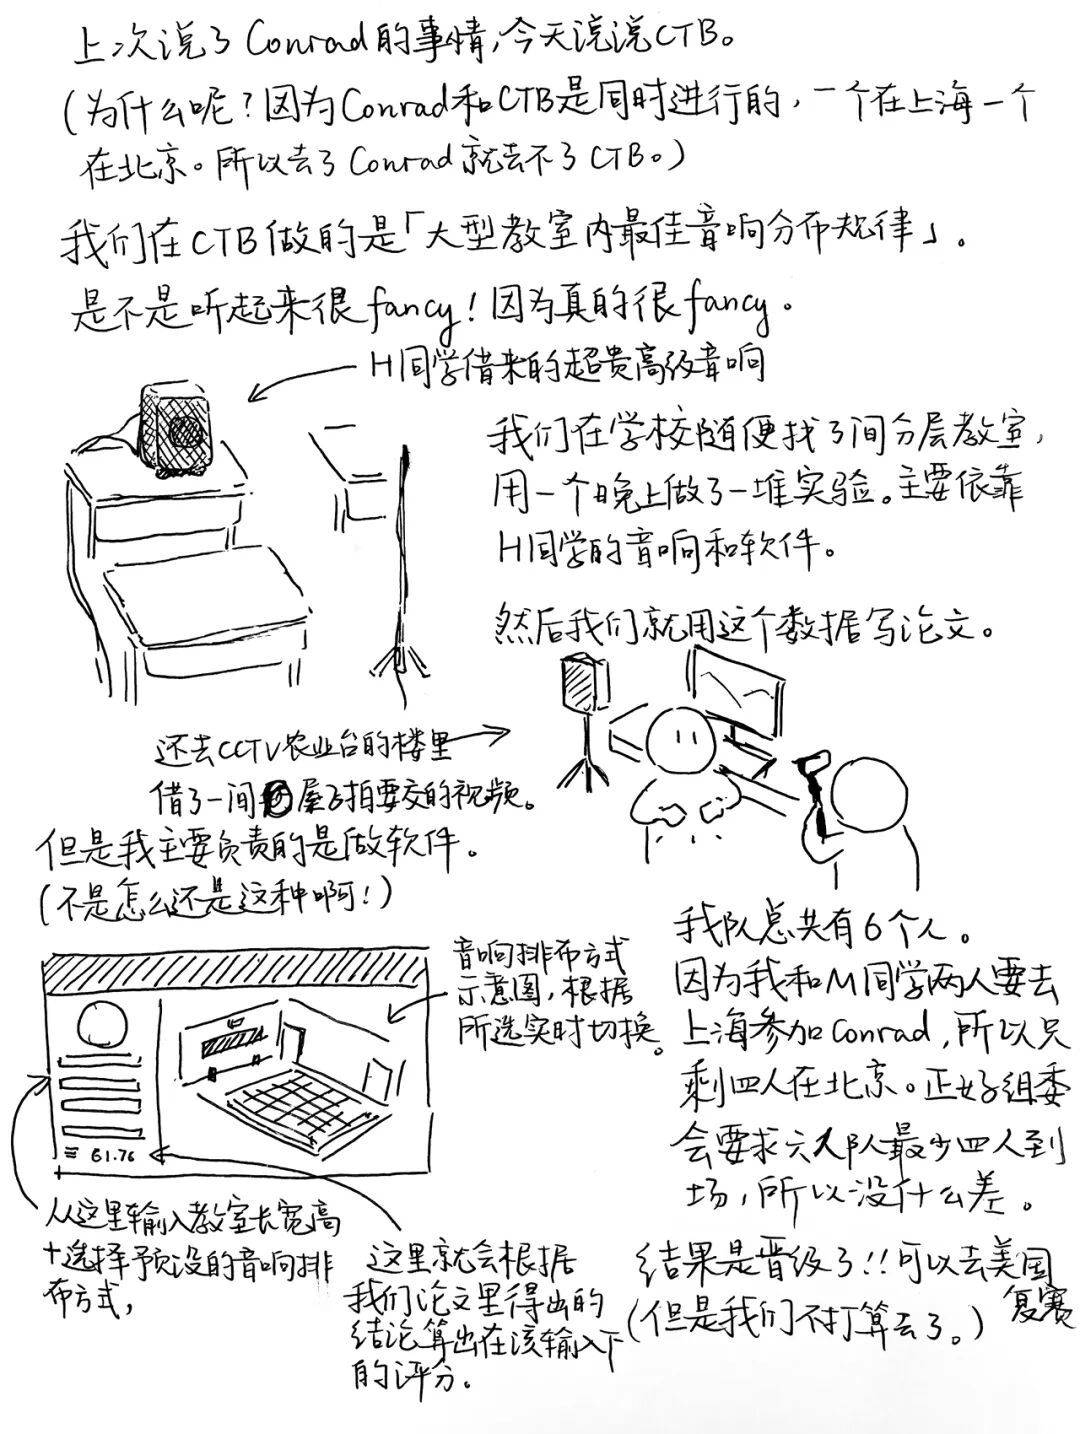 上次说了Conrad的事情,今天说说CTB。
(为什么呢?因为Conrad和CTB是同时进行的,一个在上海一个
在北京。所以去了Conrad就去不了CTB。)
我们在CTB做的是「大型教室内最佳音响分布规律」。
是不是听起来很fancy!因为真的很fancy。
H同学借来的超贵高级音响
我们在学校随便找了间分层教室,
用一个晚上做了一堆实验。主要依靠
H同学的音响和软件。
然后我们就用这个数据写论文。
还去CCTV农业台的楼里
借了一间屋子拍要交的视频。
但是我主要负责的是做软件。
(不是怎么还是这种啊!)
音响排布方式
示意图,根据
所选实时切换。
61.76
从这里输入教室长宽高
+选择预设的音响排
布方式,
这里就会根据
我们论文里得出的
结论算出在该输入下
的评分.
我队总共有6个人。
因为我和M同学两人要去
上海参加Conrad,所以只
剩四人在北京。正好组委
会要求六人队最少四人到
场,所以没什么差。
结果是晋级了!!可以去美国
复赛
(但是我们不打算去了。)